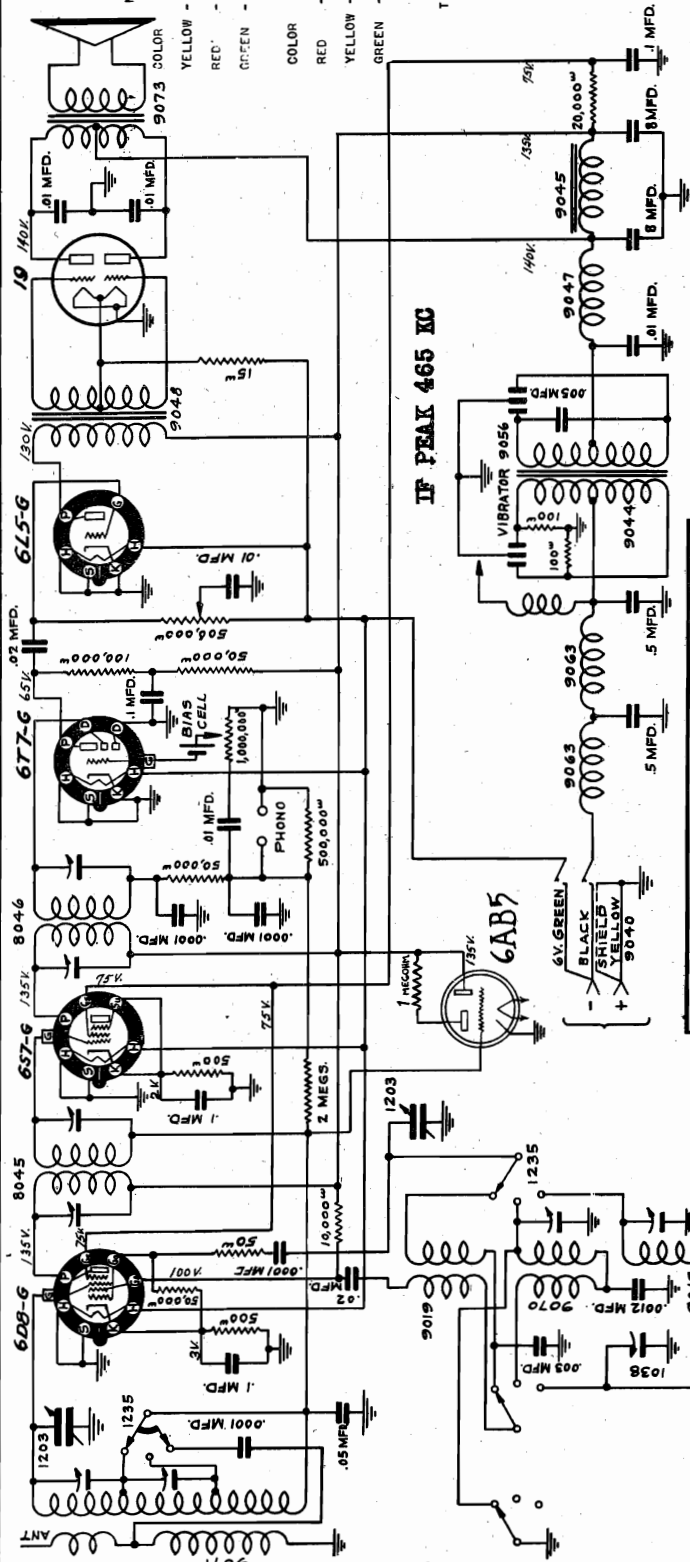 COLOR
YELLOW -
RED -
GREEN -
COLOR
RED -
YELLOW -
GREEN -
T
9073
.01 MFD.
.01 MFD.
140V.
19
15ω
9048
130V.
6L5-G
P
G
H
H
S
K
.01 MFD.
500,000ω
.02 MFD.
100,000ω
50,000ω
65V.
.1 MFD.
6T7-G
P
D
D
H
H
S
K
G
BIAS
CELL
1,000,000ω
.01 MFD.
PHONO
500,000ω
50,000ω
.0001 MFD.
.0001 MFD.
8046
135V.
75V.
6S7-G
G
P
H
H
S
K
2V.
500ω
.1 MFD.
75V.
2 MEGS.
8045
135V.
75V.
6D8-G
G
P
H
H
S
K
3V.
50,000ω
.0001
50ω
.0001 MFD.
500ω
.1 MFD.
10,000ω
.02
MFD.
1203
1235
.0001 MFD.
.05 MFD.
ANT
1 MEGOHM
135V.
6AB5
1203
1235
9019
9070
.003 MFD.
.0012 MFD.
1038
IF PEAK 465 KC
75V.
135V.
140V.
20,000ω
.1 MFD.
8 MFD.
9045
8 MFD.
9047
.01 MFD.
.005 MFD.
9056
VIBRATOR
100ω
100ω
9044
.5 MFD.
9063
9063
.5 MFD.
6V. GREEN
BLACK
SHIELD
YELLOW
9040
-
+